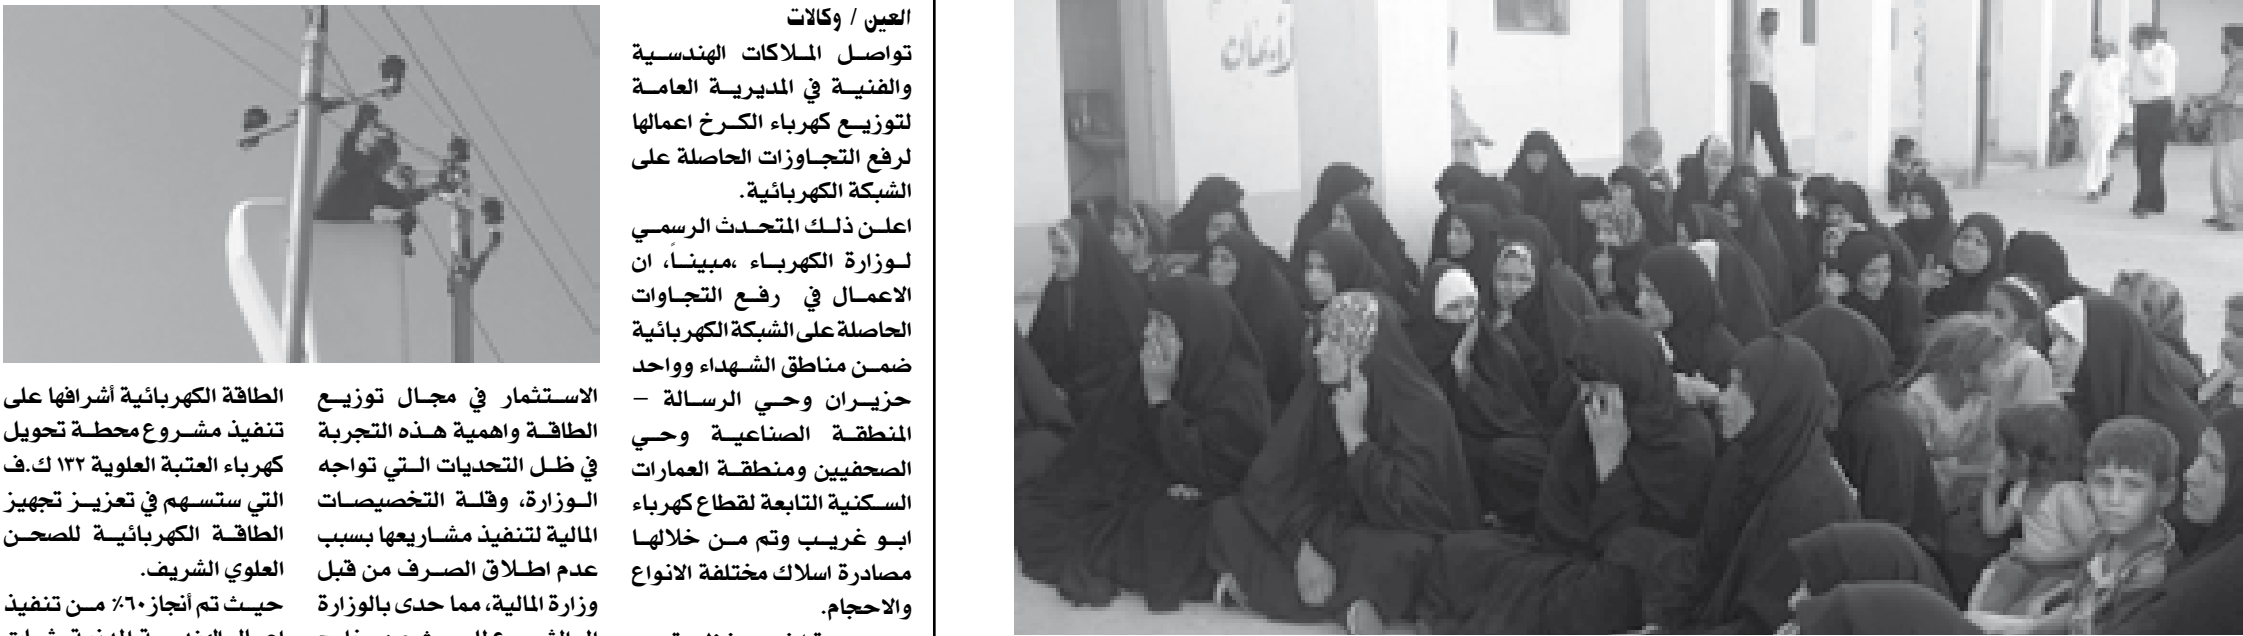 العين / وكالات
تواصل الملاكات الهندسية
والفنية في المديرية العامة
لتوزيع كهرباء الكرخ اعمالها
لرفع التجاوزات الحاصلة على
الشبكة الكهربائية.
اعلن ذلك المتحدث الرسمي
لوزارة الكهرباء ،مبيناً، ان
الاعمال في رفع التجاوات
الحاصلة على الشبكة الكهربائية
ضمن مناطق الشهداء وواحد
حزيران وحي الرسالة –
المنطقة الصناعية وحي
الصحفيين ومنطقة العمارات
السكنية التابعة لقطاع كهرباء
ابو غريب وتم من خلالها
مصادرة اسلاك مختلفة الانواع
والاحجام.
الاستثمار في مجال توزيع
الطاقة واهمية هذه التجربة
في ظل التحديات التي تواجه
الوزارة، وقلة التخصيصات
المالية لتنفيذ مشاريعها بسبب
عدم اطلاق الصرف من قبل
وزارة المالية، مما حدى بالوزارة
الطاقة الكهربائية أشرافها على
تنفيذ مشروع محطة تحويل
كهرباء العتبة العلوية ١٣٢ ك.ف
التي ستسهم في تعزيز تجهيز
الطاقة الكهربائية للصحن
العلوي الشريف.
حيث تم أنجاز ٦٠٪ من تنفيذ